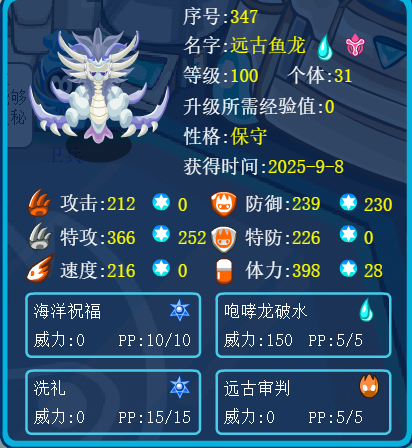 序号:347
名字:远古鱼龙
等级:100 个体:31
升级所需经验值:0
够
秘
性格:保守
获得时间:2025-9-8
攻击:212 0 防御:239 230
特攻:366 252 特防:226 0
速度:216 0 体力:398 28
海洋祝福
威力:0 PP:10/10
咆哮龙破水
威力:150 PP:5/5
洗礼
威力:0 PP:15/15
远古审判
威力:0 PP:5/5